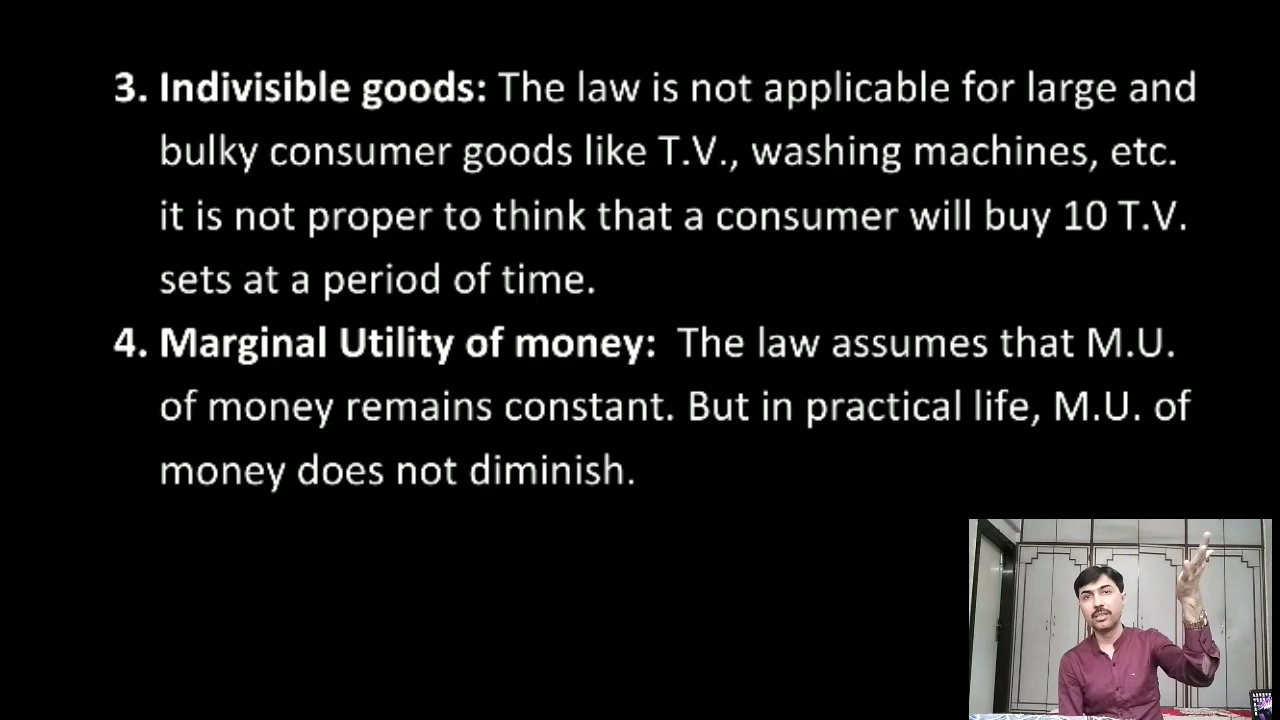 3. Indivisible goods: The law is not applicable for large and
bulky consumer goods like T.V., washing machines, etc.
it is not proper to think that a consumer will buy 10 T.V.
sets at a period of time.
4. Marginal Utility of money: The law assumes that M.U.
of money remains constant. But in practical life, M.U. of
money does not diminish.